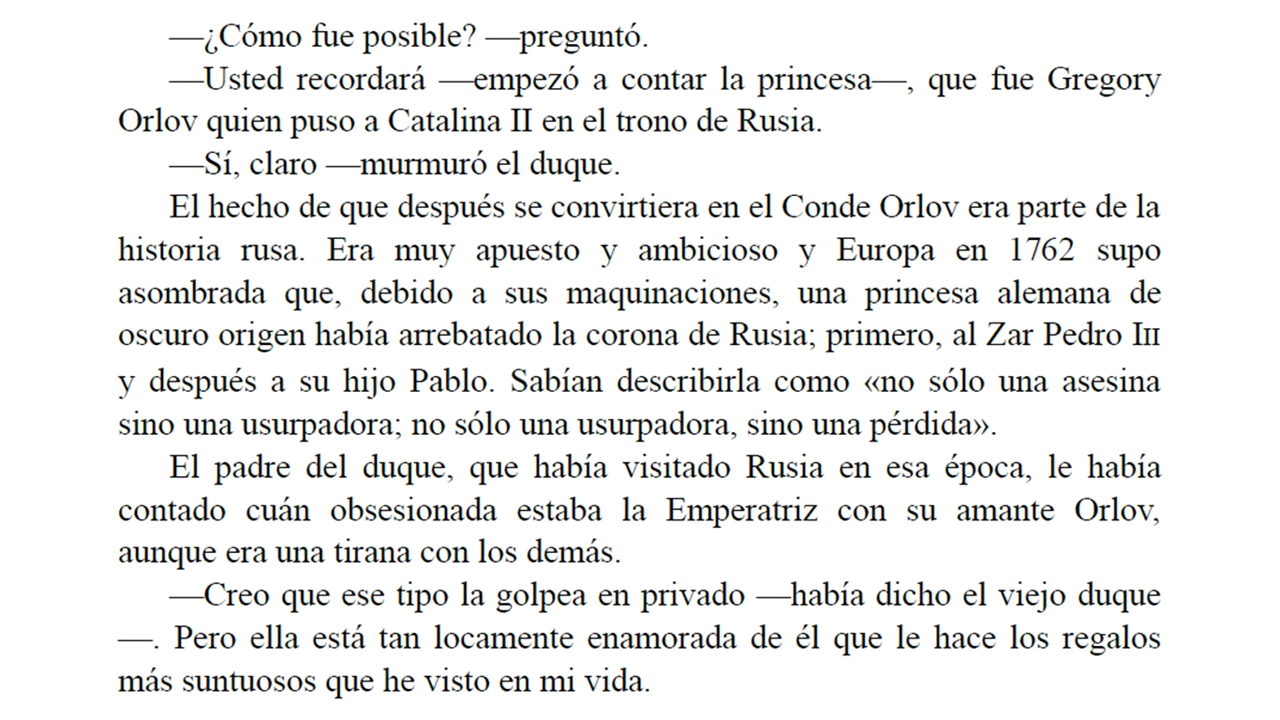 —¿Cómo fue posible? —preguntó.
—Usted recordará —empezó a contar la princesa—, que fue Gregory
Orlov quien puso a Catalina II en el trono de Rusia.
—Sí, claro —murmuró el duque.
El hecho de que después se convirtiera en el Conde Orlov era parte de la
historia rusa. Era muy apuesto y ambicioso y Europa en 1762 supo
asombrada que, debido a sus maquinaciones, una princesa alemana de
oscuro origen había arrebatado la corona de Rusia; primero, al Zar Pedro III
y después a su hijo Pablo. Sabían describirla como «no sólo una asesina
sino una usurpadora; no sólo una usurpadora, sino una pérdida».
El padre del duque, que había visitado Rusia en esa época, le había
contado cuán obsesionada estaba la Emperatriz con su amante Orlov,
aunque era una tirana con los demás.
—Creo que ese tipo la golpea en privado —había dicho el viejo duque
—. Pero ella está tan locamente enamorada de él que le hace los regalos
más suntuosos que he visto en mi vida.